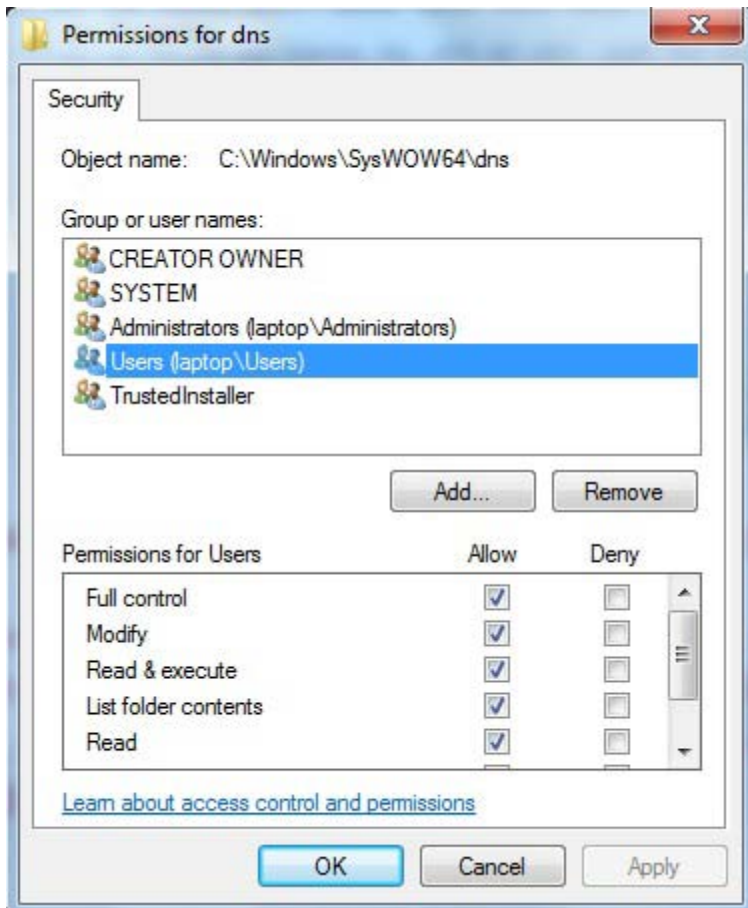 Permissions for dns
Security
Object name: C:\Windows\SysWOW64\dns
Group or user names:
CREATOR OWNER
SYSTEM
Administrators (laptop\Administrators)
Users (laptop\Users)
TrustedInstaller
Add... Remove
Permissions for Users Allow Deny
Full control
Modify
Read & execute
List folder contents
Read
Learn about access control and permissions
OK Cancel Apply